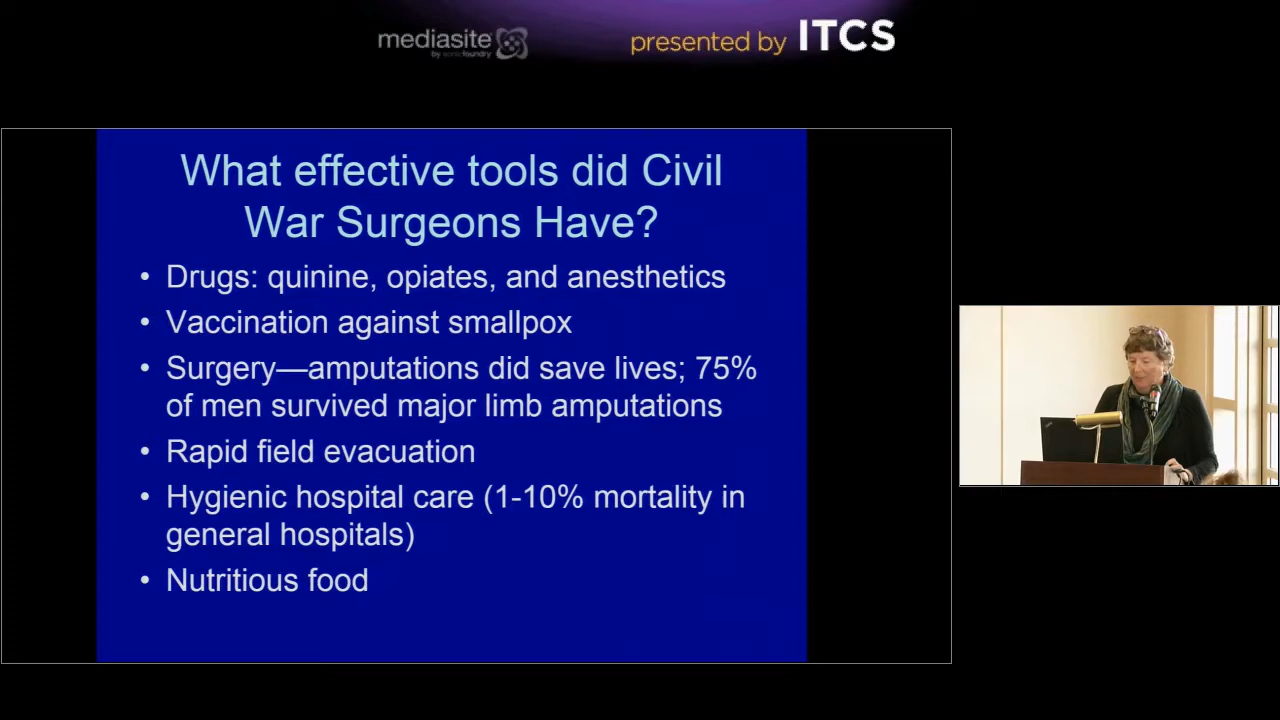 mediasite
by sonicfoundry
presented by ITCS
What effective tools did Civil
War Surgeons Have?
• Drugs: quinine, opiates, and anesthetics
• Vaccination against smallpox
• Surgery—amputations did save lives; 75%
of men survived major limb amputations
• Rapid field evacuation
• Hygienic hospital care (1-10% mortality in
general hospitals)
• Nutritious food